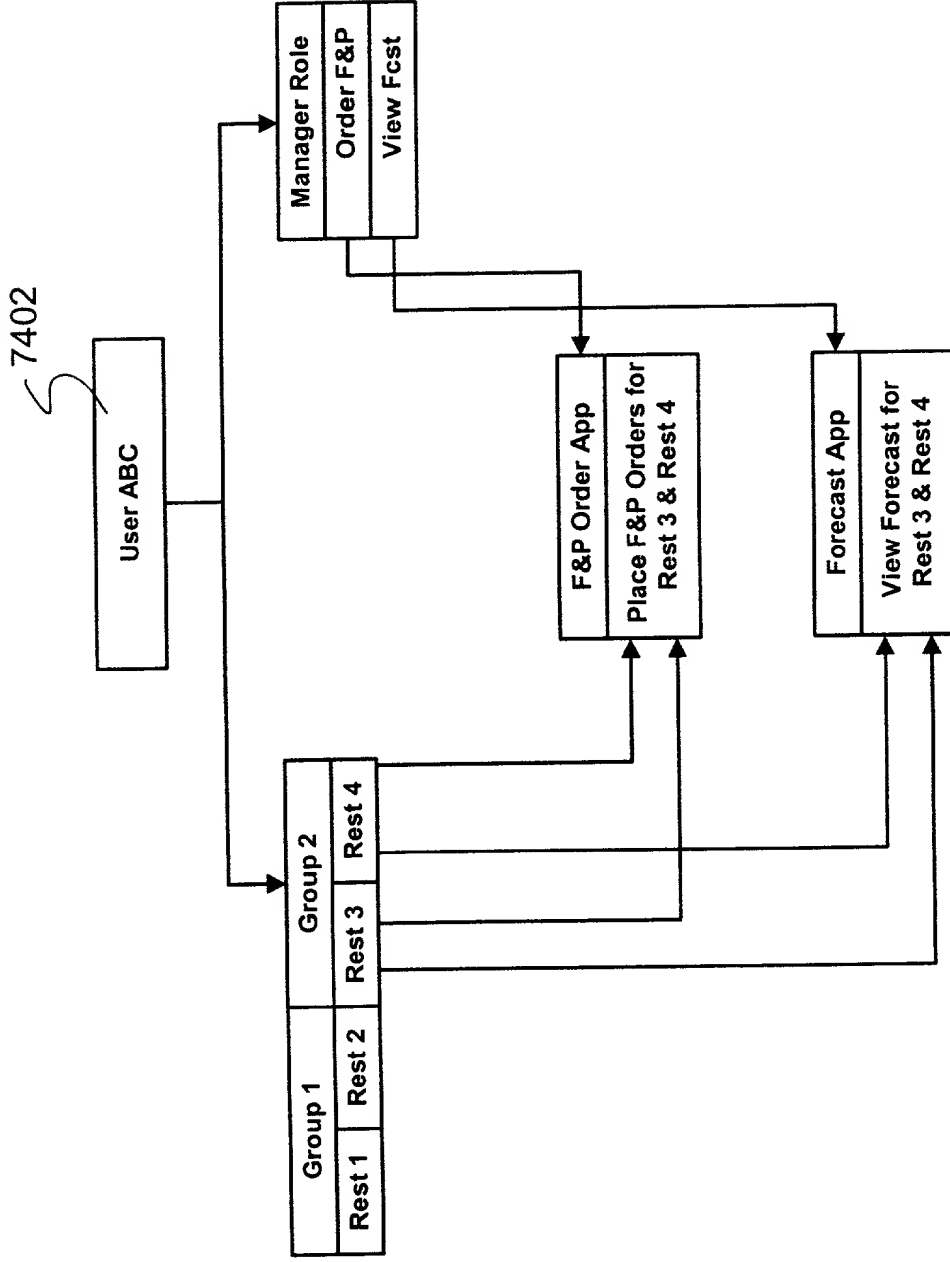 7402
User ABC
Group 1
Group 2
Rest 1
Rest 2
Rest 3
Rest 4
Manager Role
Order F&P
View Fcst
F&P Order App
Place F&P Orders for
Rest 3 & Rest 4
Forecast App
View Forecast for
Rest 3 & Rest 4